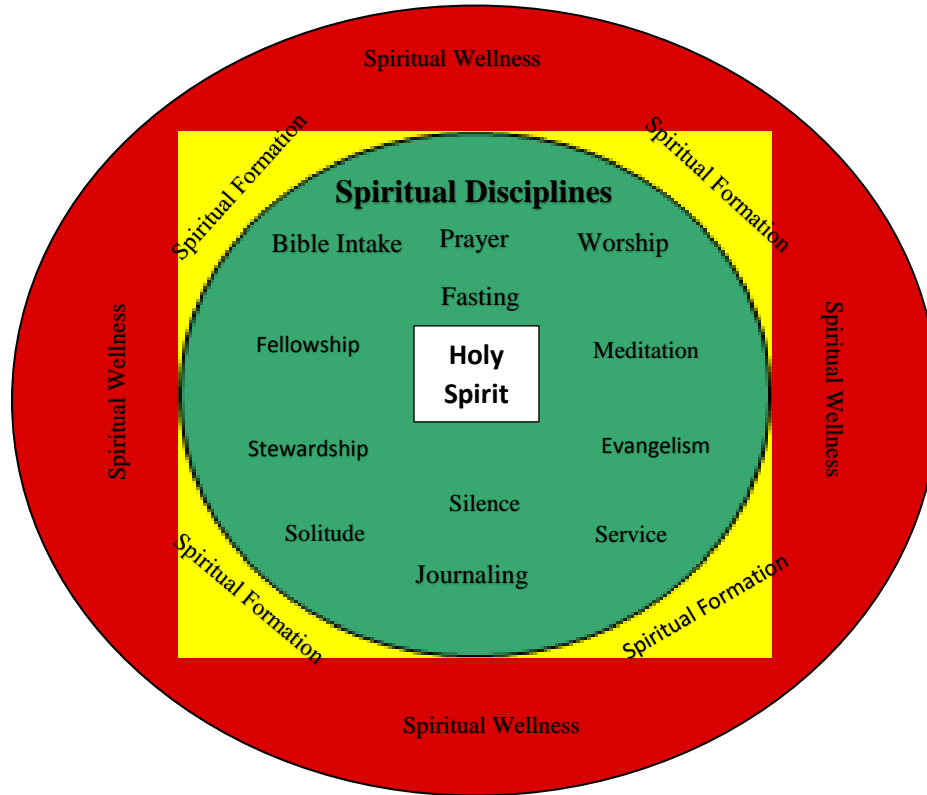 Spiritual Wellness
Spiritual Formation
Spiritual Formation
Spiritual Disciplines
Bible Intake
Prayer
Worship
Fasting
Fellowship
Holy
Spirit
Meditation
Spiritual Wellness
Spiritual Wellness
Stewardship
Evangelism
Silence
Solitude
Service
Journaling
Spiritual Formation
Spiritual Formation
Spiritual Wellness